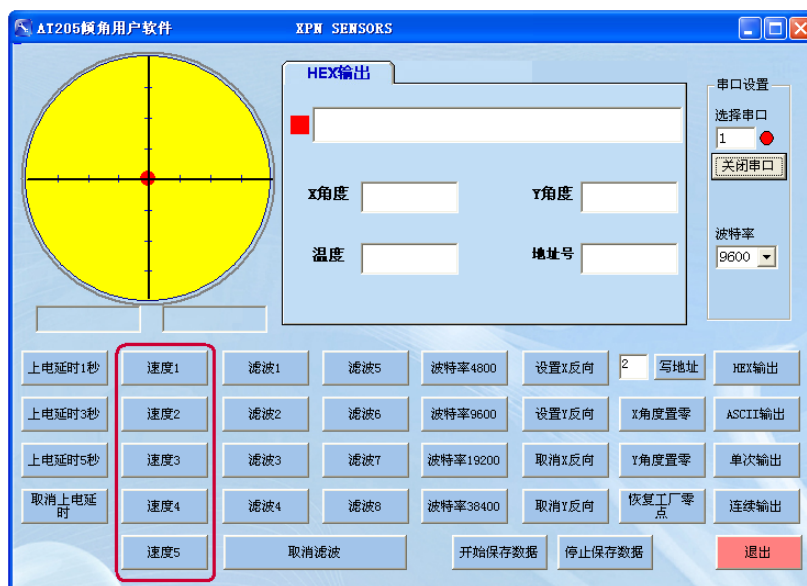 AT205倾角用户软件 XPN SENSORS
HEX输出
串口设置
选择串口
1
关闭串口
X角度 Y角度
波特率
温度 地址号
9600
上电延时1秒 速度1 滤波1 滤波5 波特率4800 设置X反向 2 写地址 HEX输出
上电延时3秒 速度2 滤波2 滤波6 波特率9600 设置Y反向 X角度置零 ASCII输出
上电延时5秒 速度3 滤波3 滤波7 波特率19200 取消X反向 Y角度置零 单次输出
取消上电延时 速度4 滤波4 滤波8 波特率38400 取消Y反向 恢复工厂零点 连续输出
速度5 取消滤波 开始保存数据 停止保存数据 退出